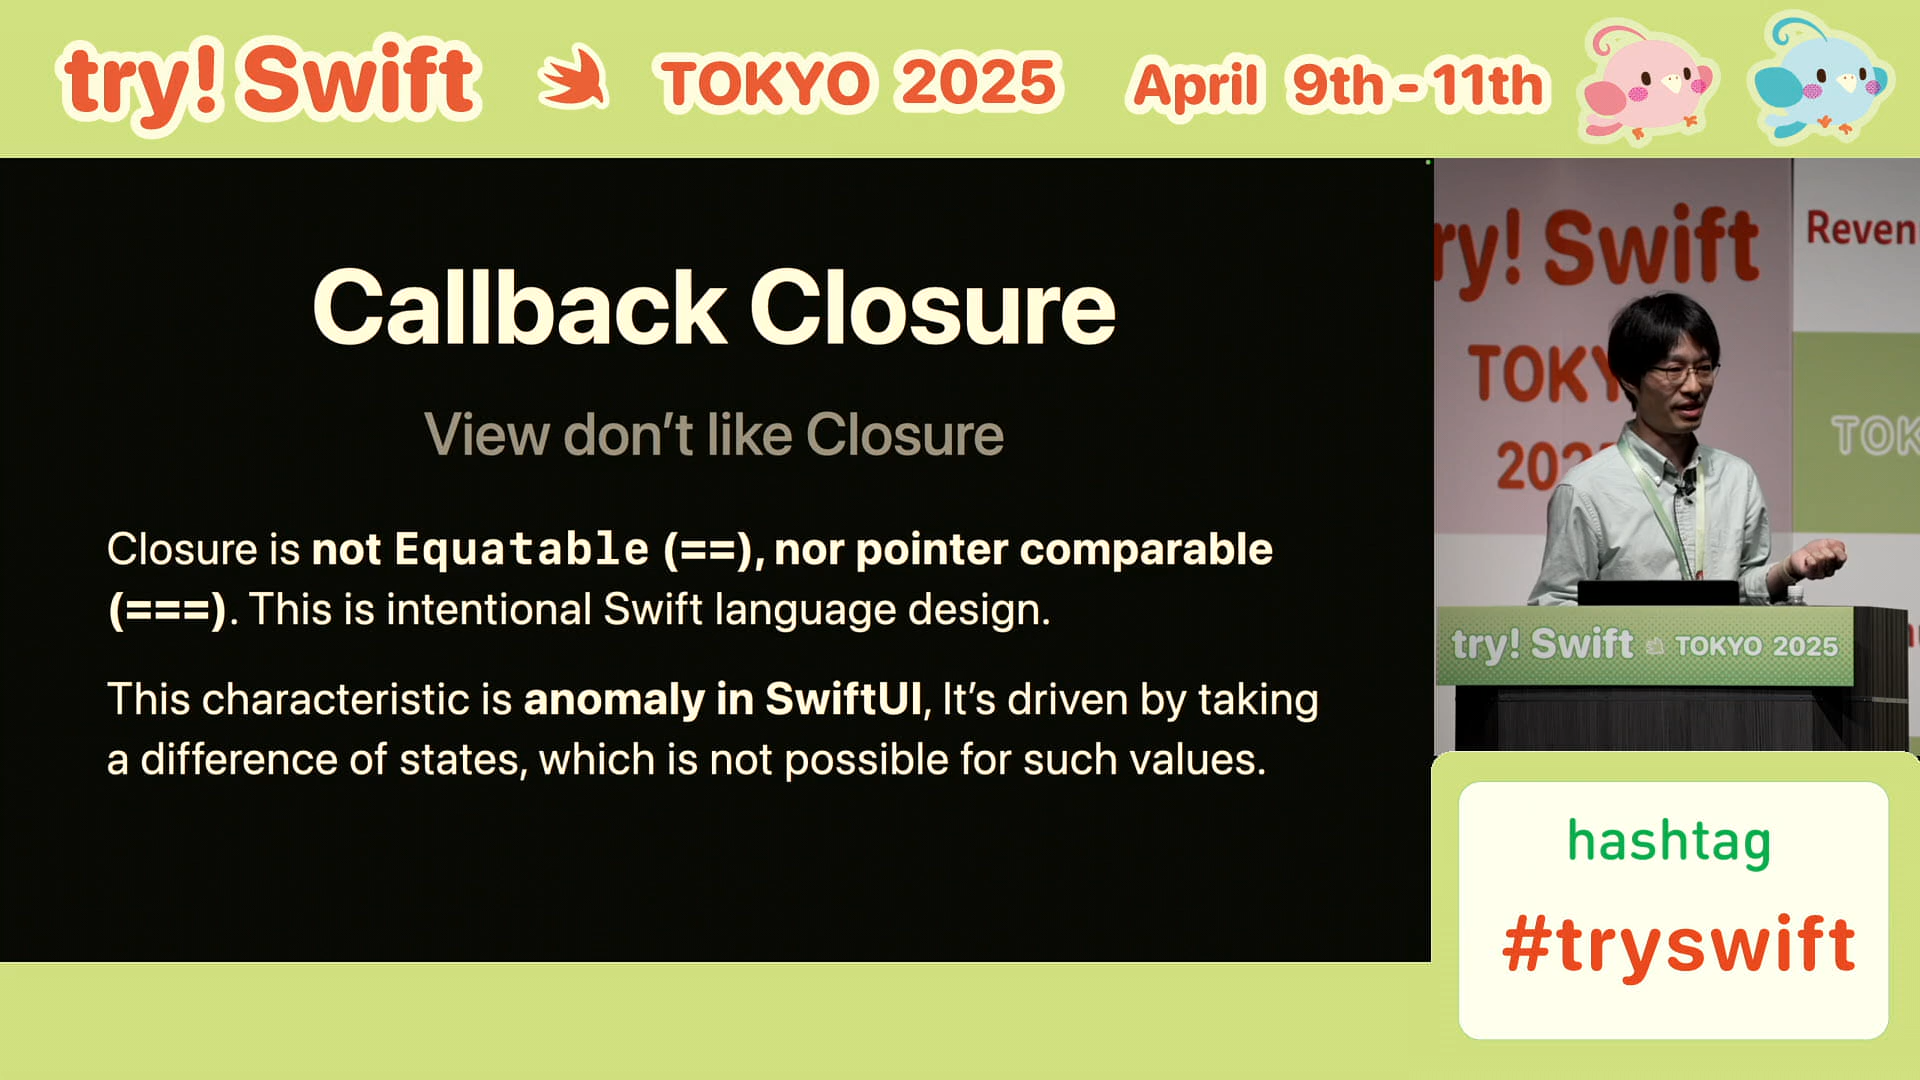 try! Swift TOKYO 2025 April 9th-11th
Callback Closure
View don't like Closure
Closure is not Equatable (==), nor pointer comparable
(===). This is intentional Swift language design.
This characteristic is anomaly in SwiftUI, It's driven by taking
a difference of states, which is not possible for such values.
ry! Swift
TOKY
202
Reven
TOK
try! Swift TOKYO 2025
hashtag
#tryswift